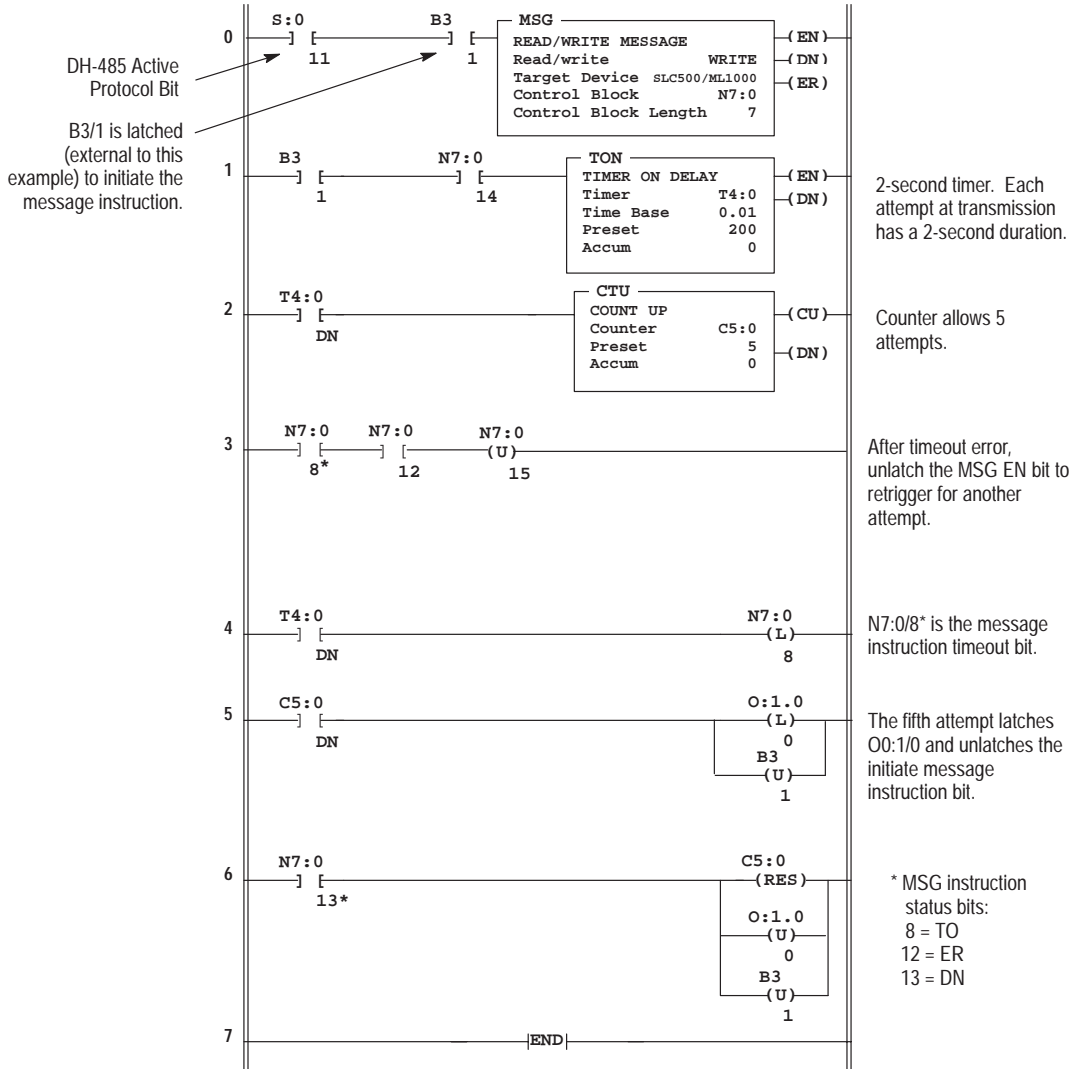 S:0 B3 MSG
0 ] [ ] [ READ/WRITE MESSAGE (EN)
11 1 Read/write WRITE (DN)
Target Device SLC500/ML1000 (ER)
Control Block N7:0
Control Block Length 7
DH-485 Active
Protocol Bit
B3/1 is latched
(external to this
example) to initiate the
message instruction.
B3 N7:0 TON
1 ] [ ] [ TIMER ON DELAY (EN)
1 14 Timer T4:0 (DN)
Time Base 0.01
Preset 200
Accum 0
2-second timer. Each
attempt at transmission
has a 2-second duration.
T4:0 CTU
2 ] [ COUNT UP (CU)
DN Counter C5:0
Preset 5 (DN)
Accum 0
Counter allows 5
attempts.
N7:0 N7:0 N7:0
3 ] [ ] [ (U)
8* 12 15
After timeout error,
unlatch the MSG EN bit to
retrigger for another
attempt.
T4:0 N7:0
4 ] [ (L)
DN 8
N7:0/8* is the message
instruction timeout bit.
C5:0 O:1.0
5 ] [ (L)
DN 0
B3
(U)
1
The fifth attempt latches
O0:1/0 and unlatches the
initiate message
instruction bit.
N7:0 C5:0
6 ] [ (RES)
13*
O:1.0
(U)
0
B3
(U)
1
* MSG instruction
status bits:
8 = TO
12 = ER
13 = DN
7 END